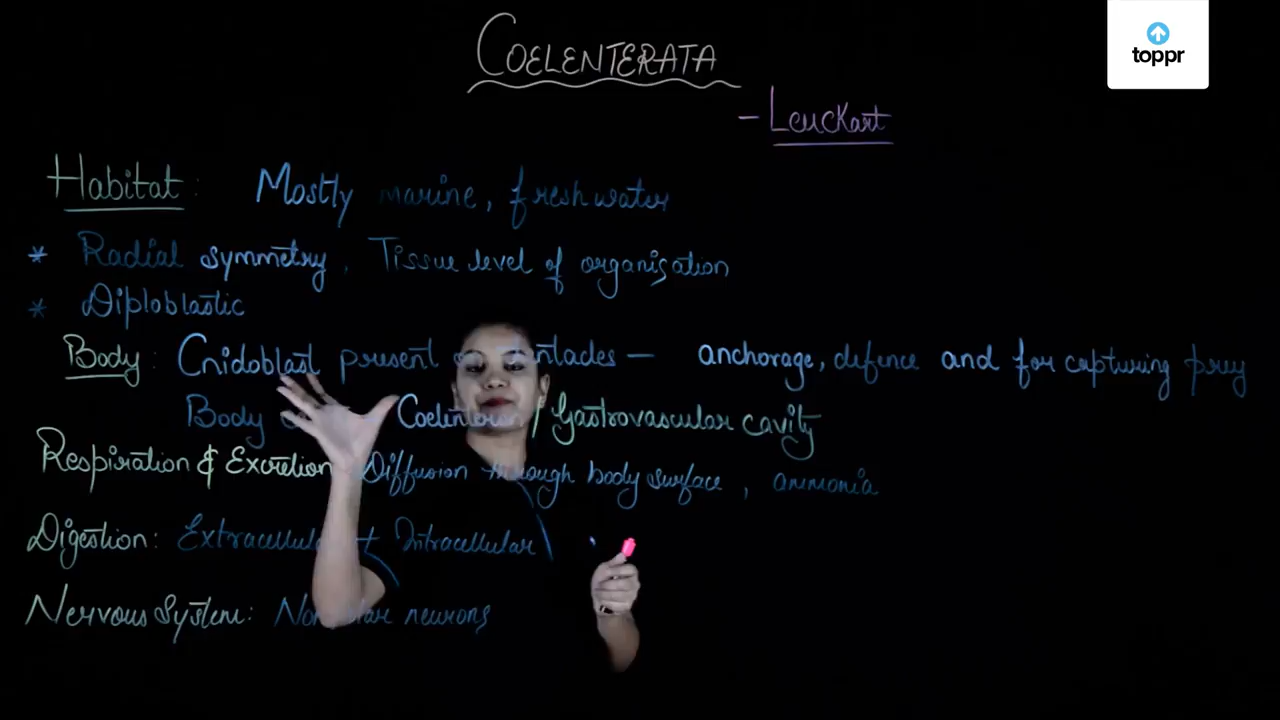 COELENTERATA
toppr
- Leuckart
Habitat: Mostly marine, freshwater
* Radial symmetry, Tissue level of organisation
* Diploblastic
Body: Cnidoblast present tentacles - anchorage, defence and for capturing prey
Body Coelenteron / Gastrovascular cavity
Respiration & Excretion Diffusion through body surface, ammonia
Digestion: Extracellular + Intracellular
Nervous System: neurons